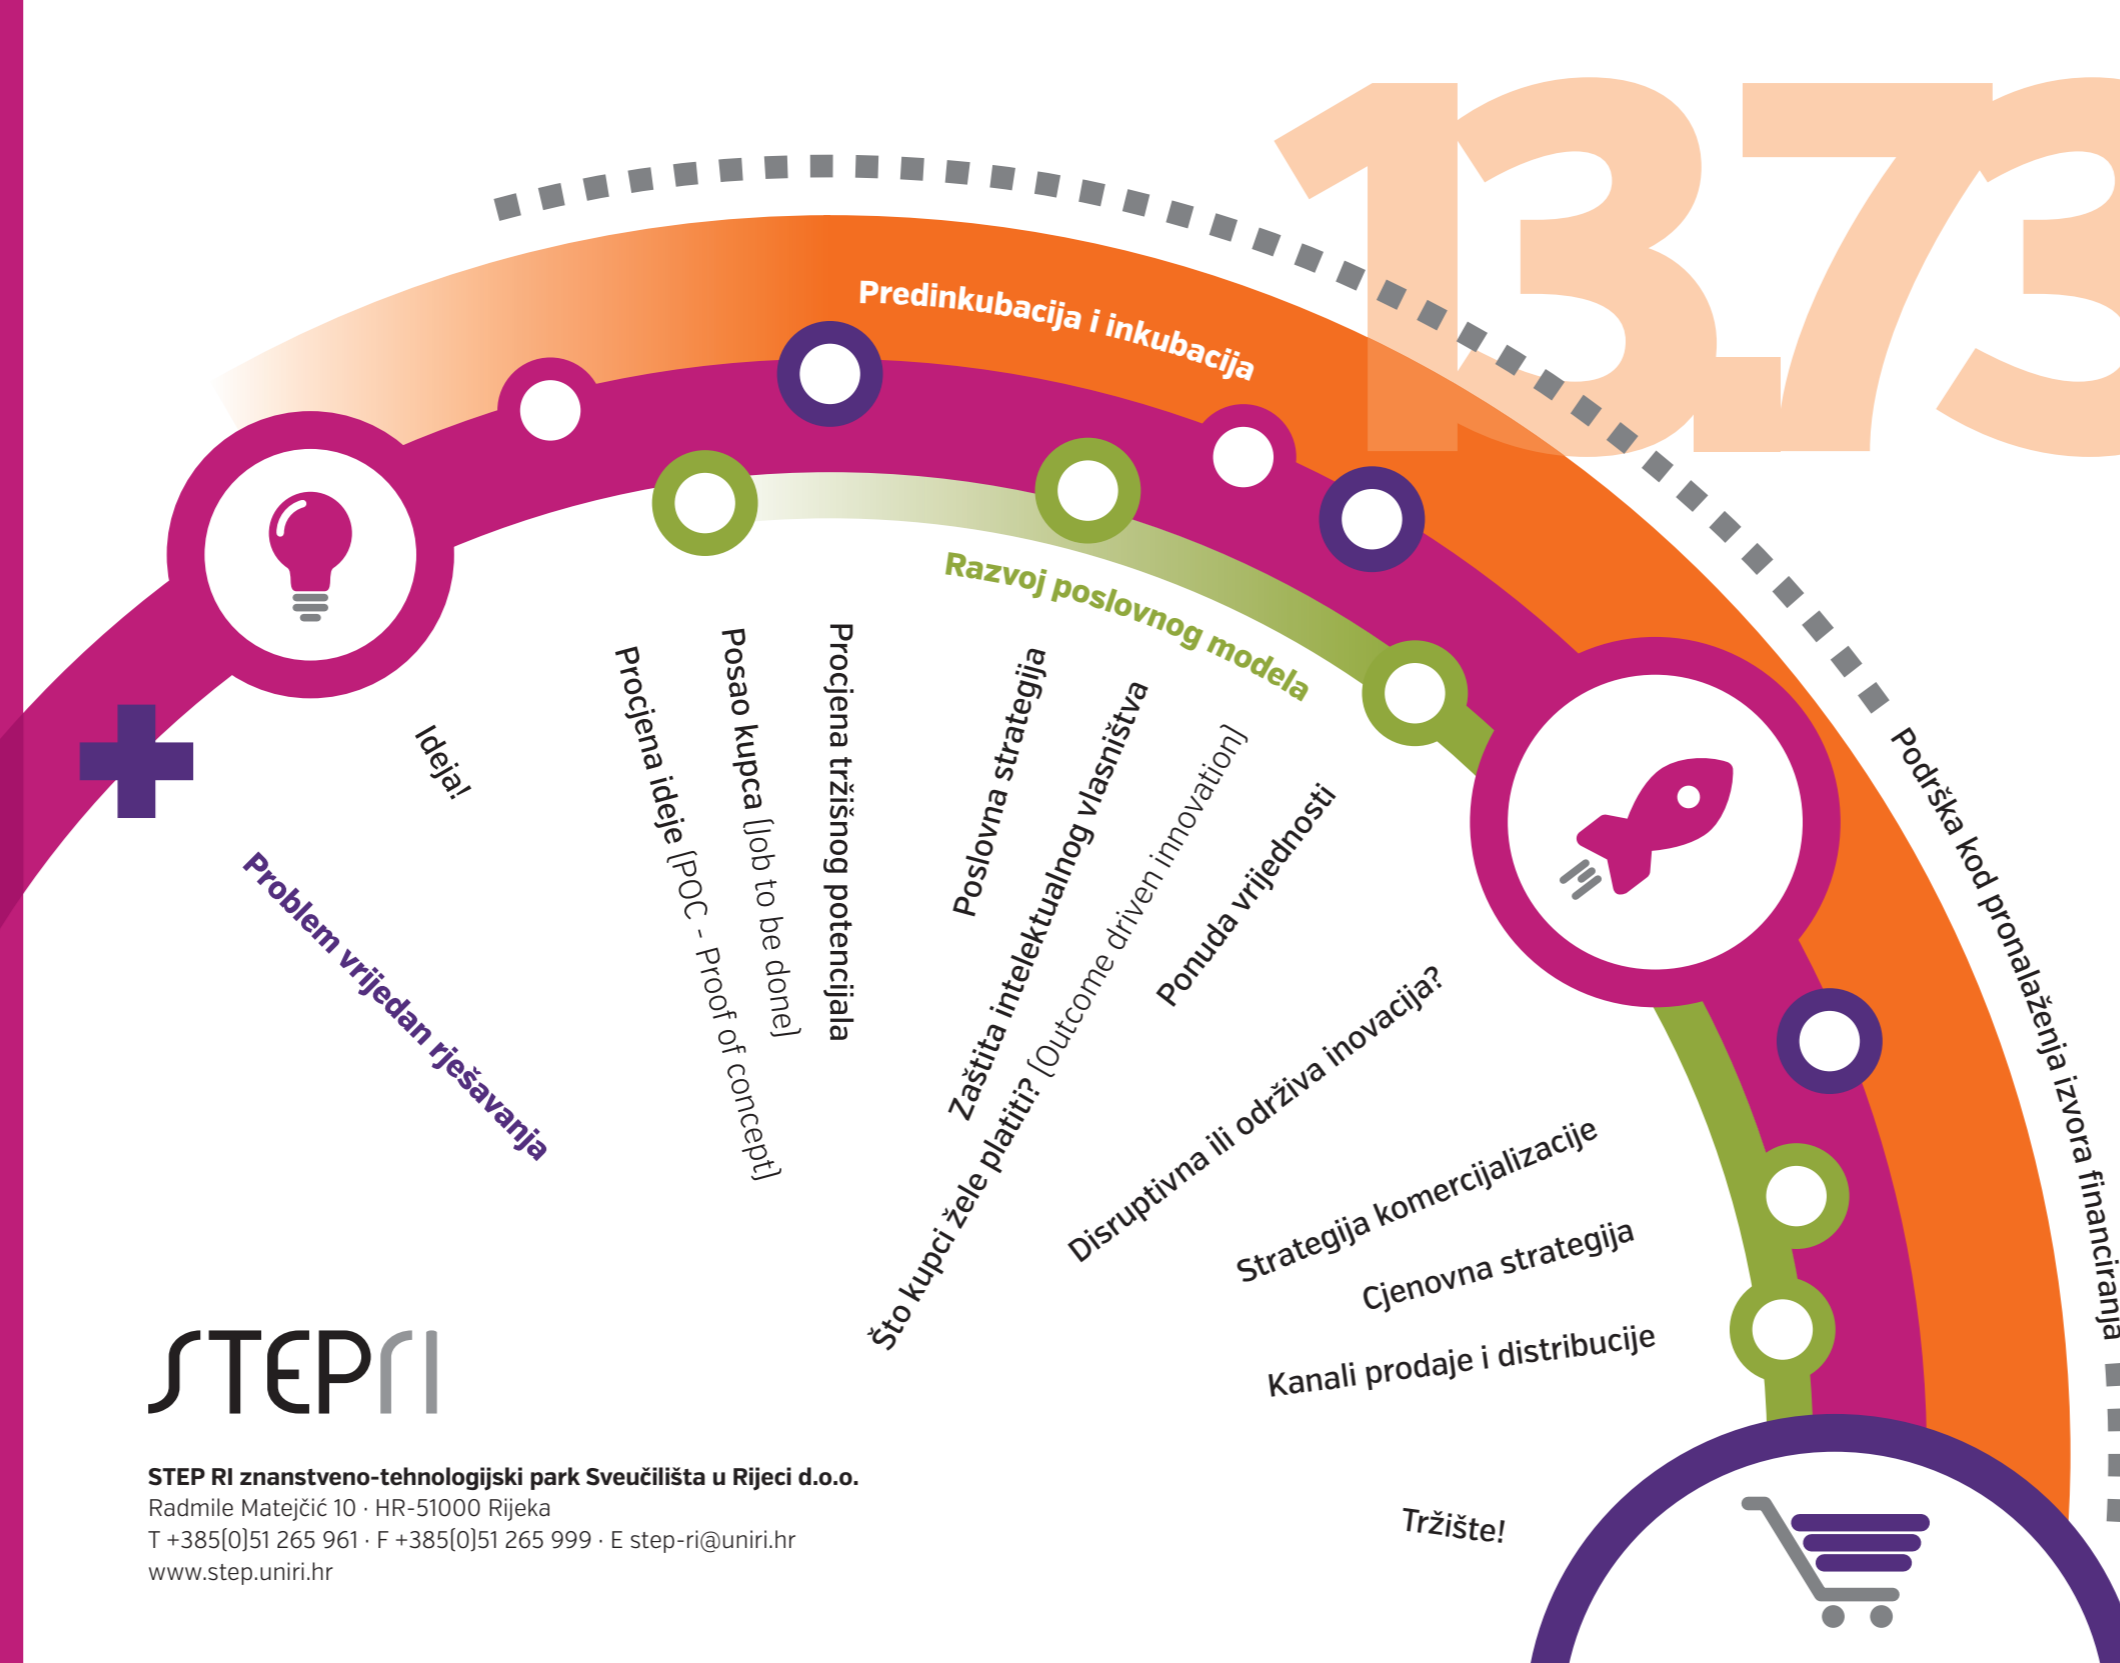 13.73
Predinkubacija i inkubacija
Razvoj poslovnog modela
Podrška kod pronalaženja izvora financiranja
Problem vrijedan rješavanja
Ideja!
Procjena ideje (POC - Proof of concept)
Posao kupca (Job to be done)
Procjena tržišnog potencijala
Poslovna strategija
Zaštita intelektualnog vlasništva
Što kupci žele platiti? (Outcome driven innovation)
Ponuda vrijednosti
Disruptivna ili održiva inovacija?
Strategija komercijalizacije
Cjenovna strategija
Kanali prodaje i distribucije
Tržište!
STEPRI
STEP RI znanstveno-tehnologijski park Sveučilišta u Rijeci d.o.o.
Radmile Matejčić 10 · HR-51000 Rijeka
T +385(0)51 265 961 · F +385(0)51 265 999 · E step-ri@uniri.hr
www.step.uniri.hr